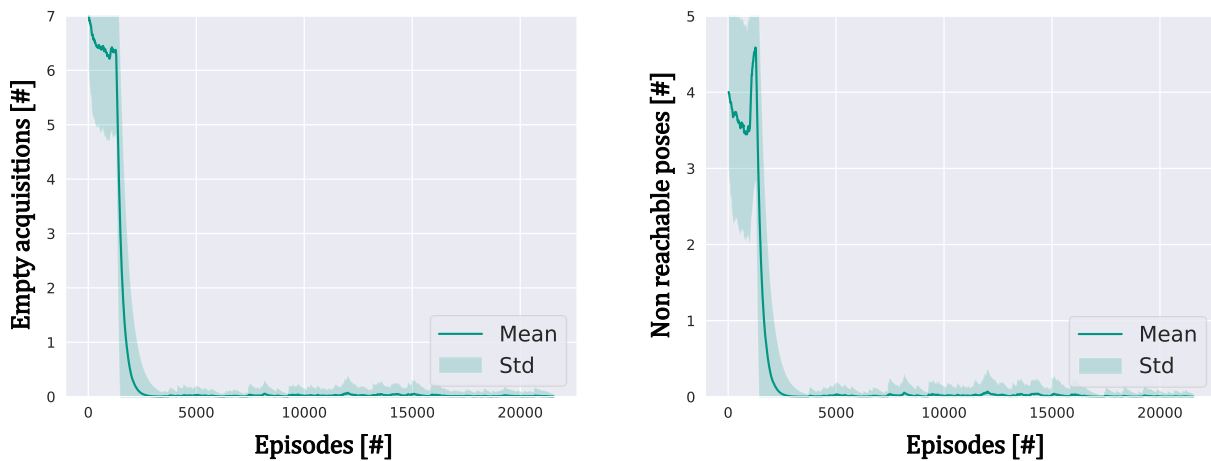 Empty acquisitions [#]
7
6
5
4
3
2
1
0
0 5000 10000 15000 20000
Episodes [#]
Mean
Std
Non reachable poses [#]
5
4
3
2
1
0
0 5000 10000 15000 20000
Episodes [#]
Mean
Std